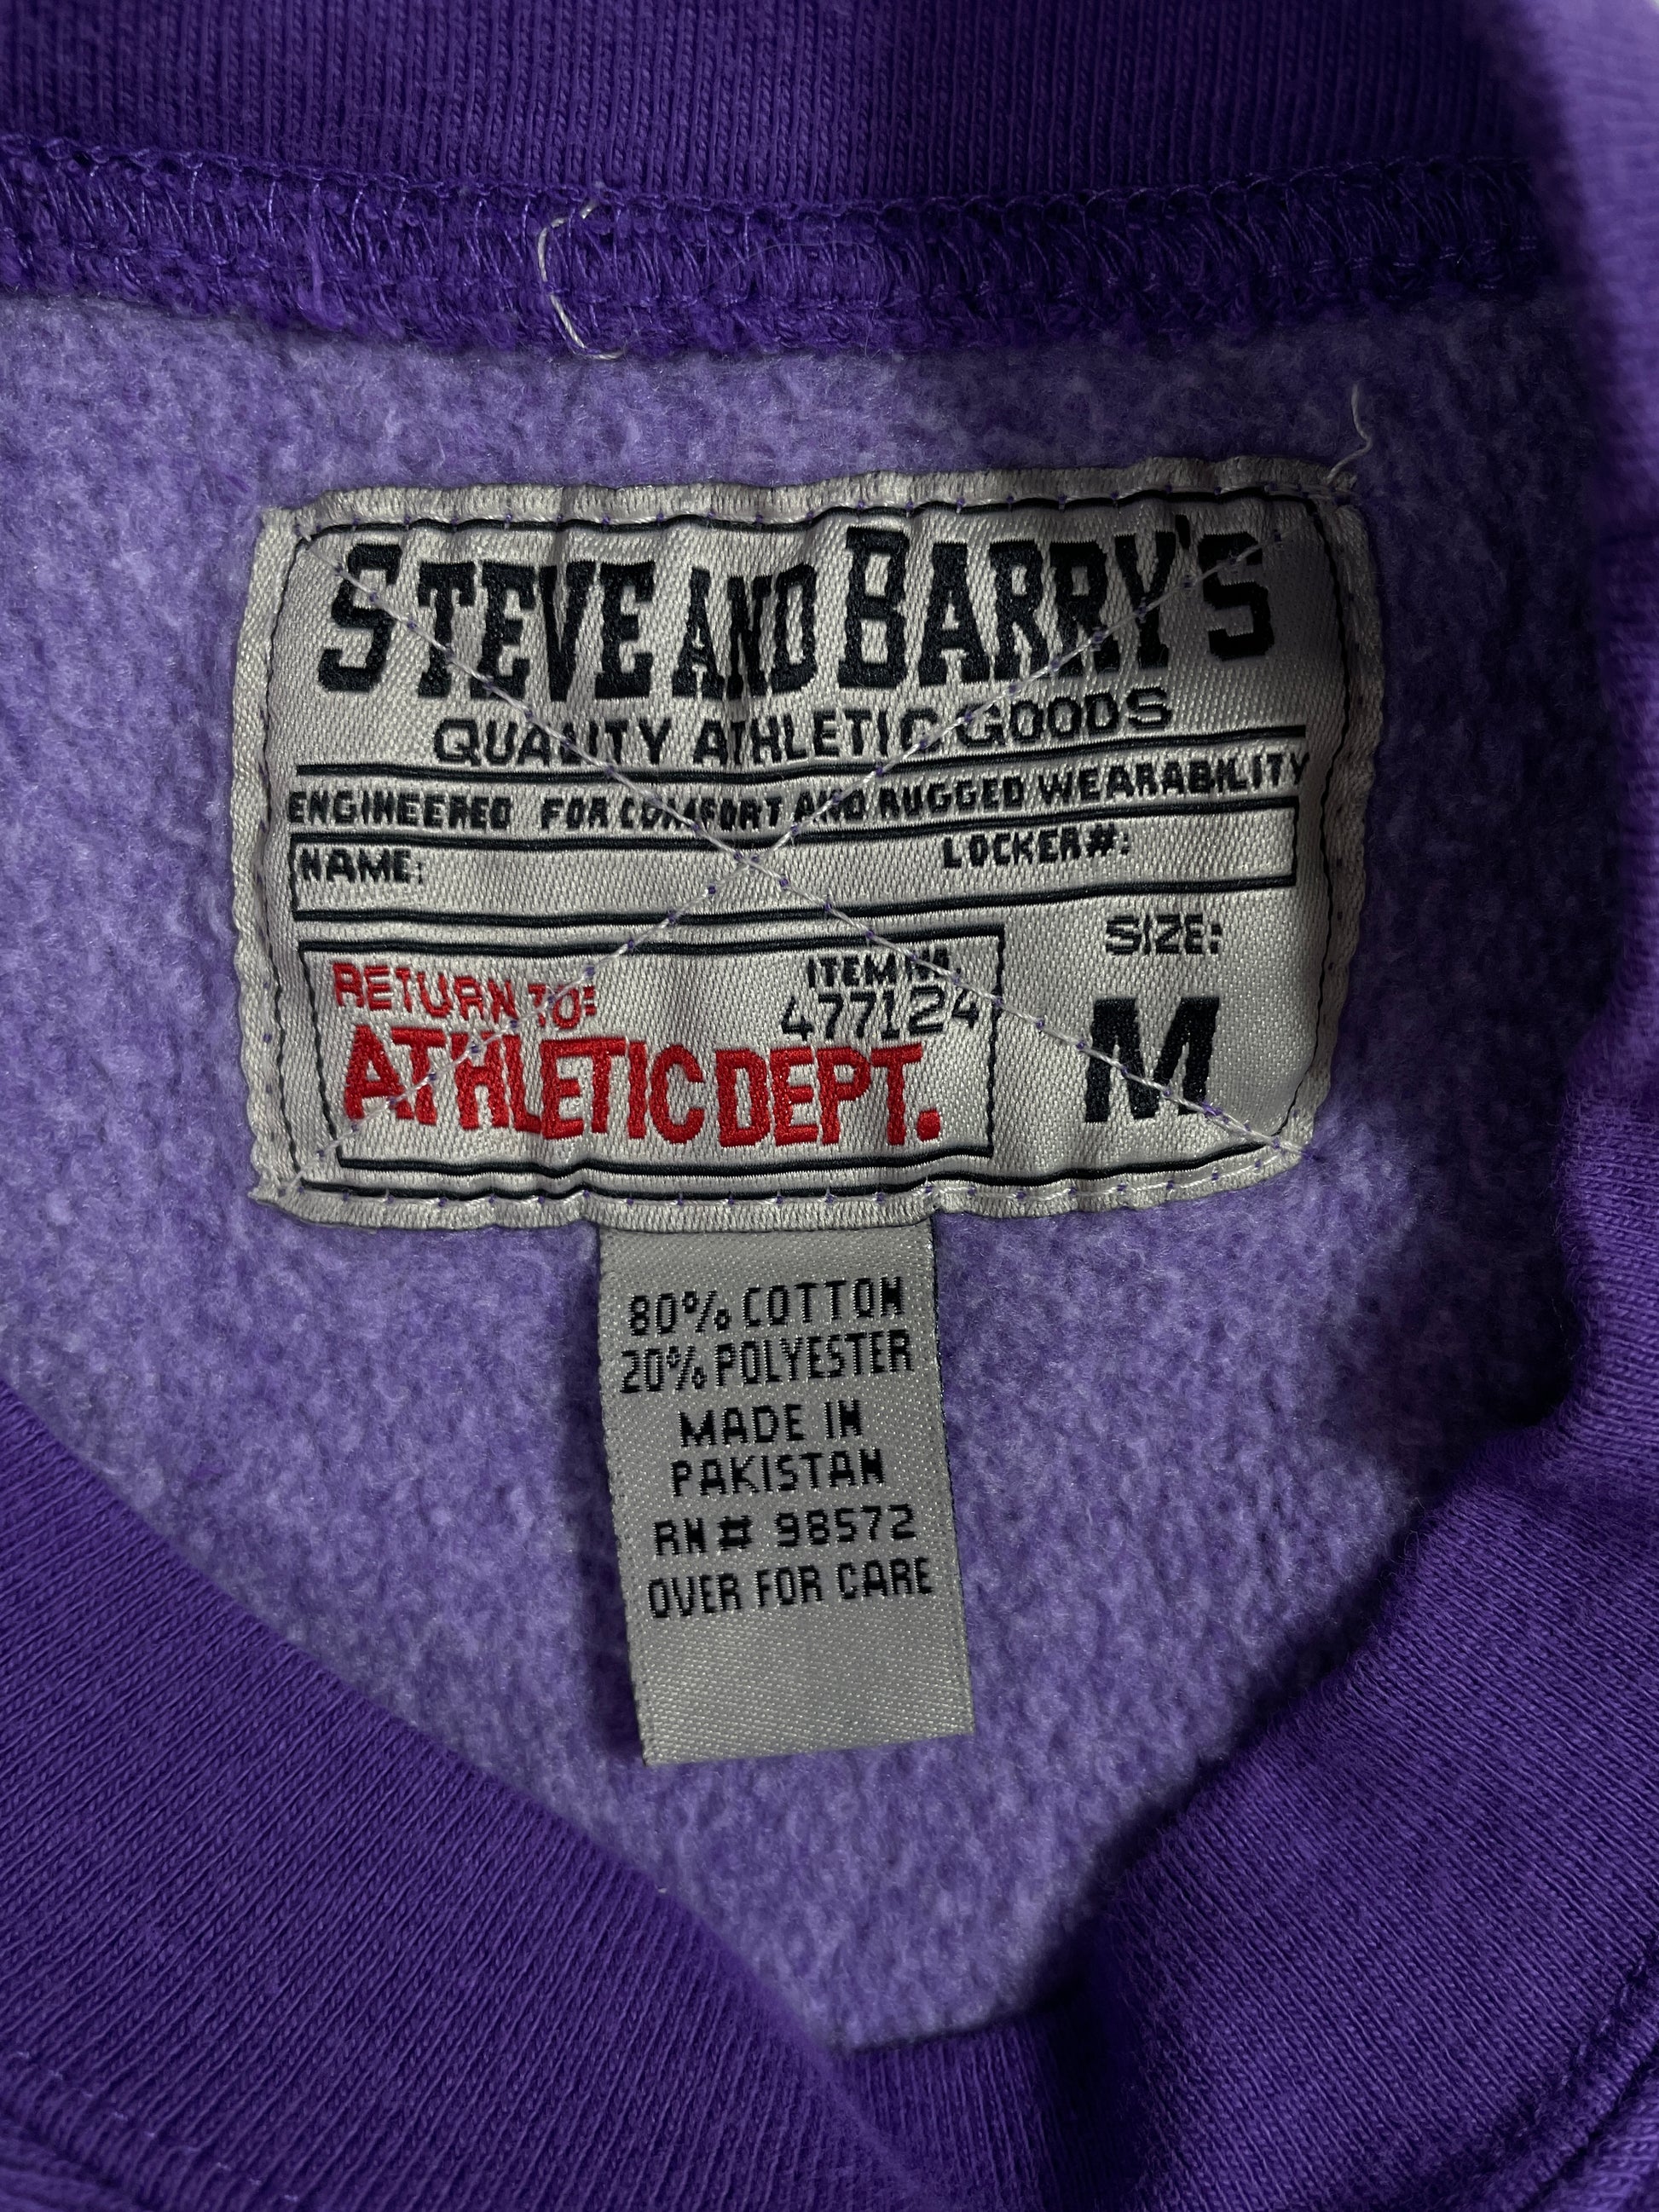 STEVE AND BARRY'S
QUALITY ATHLETIC GOODS
ENGINEERED FOR COMFORT AND RUGGED WEARABILITY
NAME: LOCKER#:
SIZE:
RETURN TO: ITEM NA.
477124
ATHLETIC DEPT. M
80% COTTON
20% POLYESTER
MADE IN
PAKISTAN
RN# 98572
OVER FOR CARE